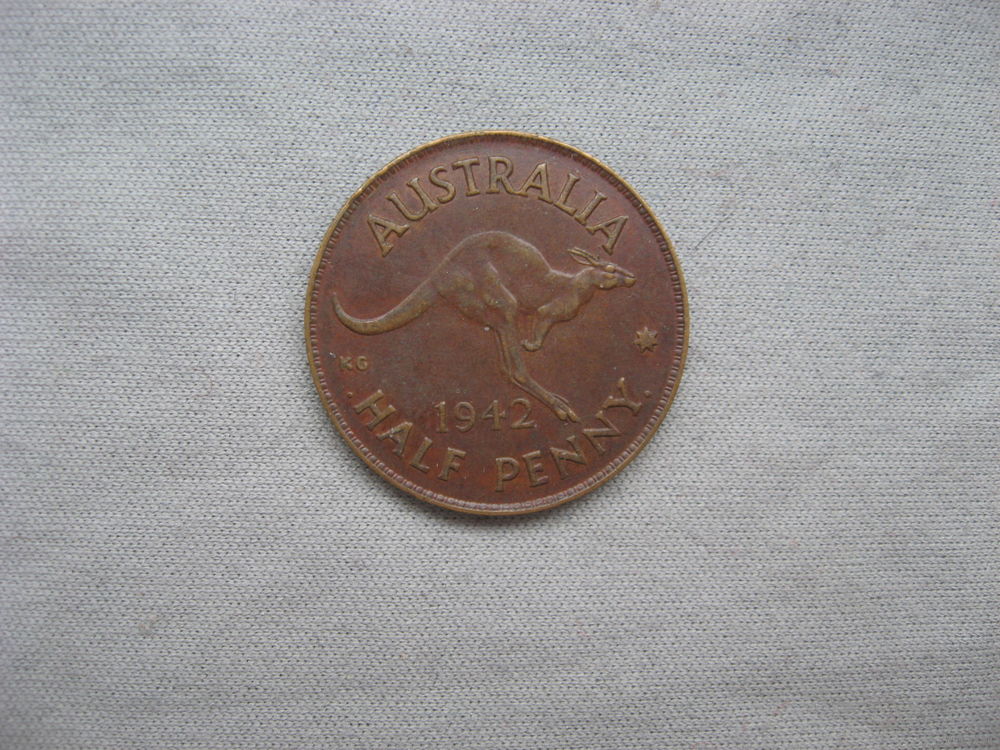 AUSTRALIA
KG
1942
· HALF PENNY ·